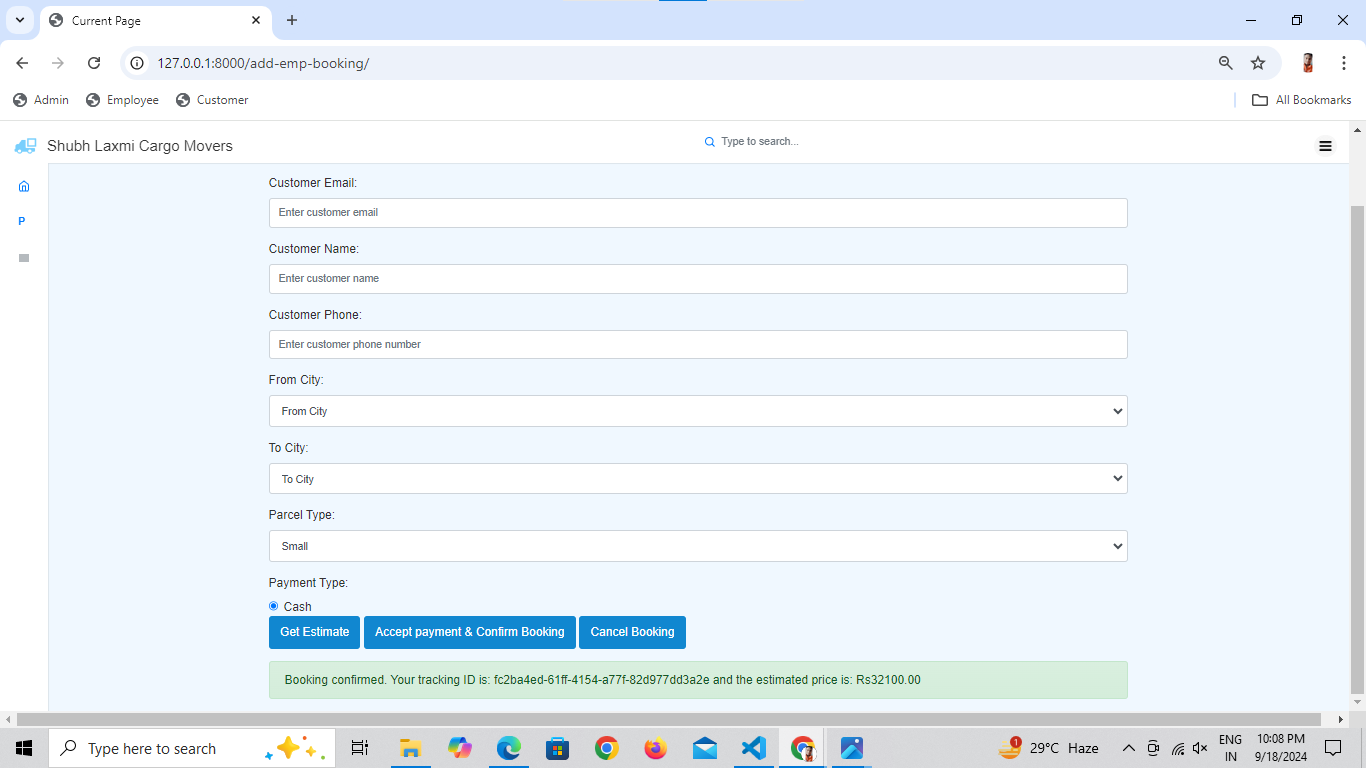 Current Page
127.0.0.1:8000/add-emp-booking/
Admin Employee Customer All Bookmarks
Shubh Laxmi Cargo Movers Type to search...
P
Customer Email:
Enter customer email
Customer Name:
Enter customer name
Customer Phone:
Enter customer phone number
From City:
From City
To City:
To City
Parcel Type:
Small
Payment Type:
Cash
Get Estimate Accept payment & Confirm Booking Cancel Booking
Booking confirmed. Your tracking ID is: fc2ba4ed-61ff-4154-a77f-82d977dd3a2e and the estimated price is: Rs32100.00
Type here to search 1 29°C Haze ENG 10:08 PM
IN 9/18/2024